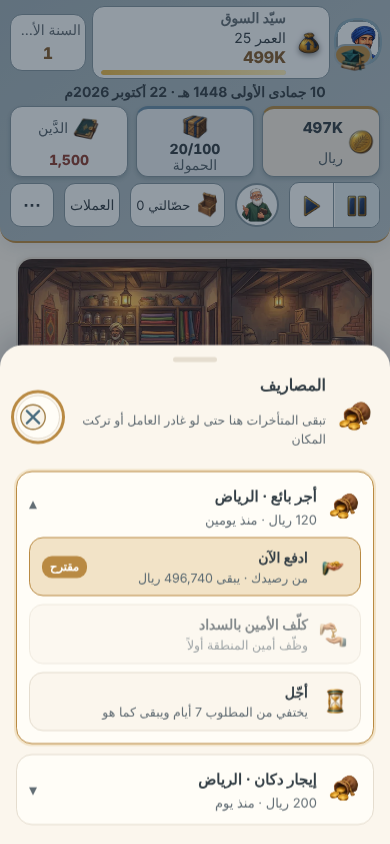 سيّد السوق
العمر 25
499K
السنة الأ...
1
10 جمادى الأولى 1448 هـ · 22 أكتوبر 2026م
497K
ريال
20/100
الحمولة
الدَّين
1,500
حصّالتي 0
العملات
...
المصاريف
تبقى المتأخرات هنا حتى لو غادر العامل أو تركت
المكان
أجر بائع · الرياض
120 ريال · منذ يومين
ادفع الآن
من رصيدك · يبقى 496,740 ريال
مقترح
كلّف الأمين بالسداد
وظّف أمين المنطقة أولاً
أجّل
يختفي من المطلوب 7 أيام ويبقى كما هو
إيجار دكان · الرياض
200 ريال · منذ يوم